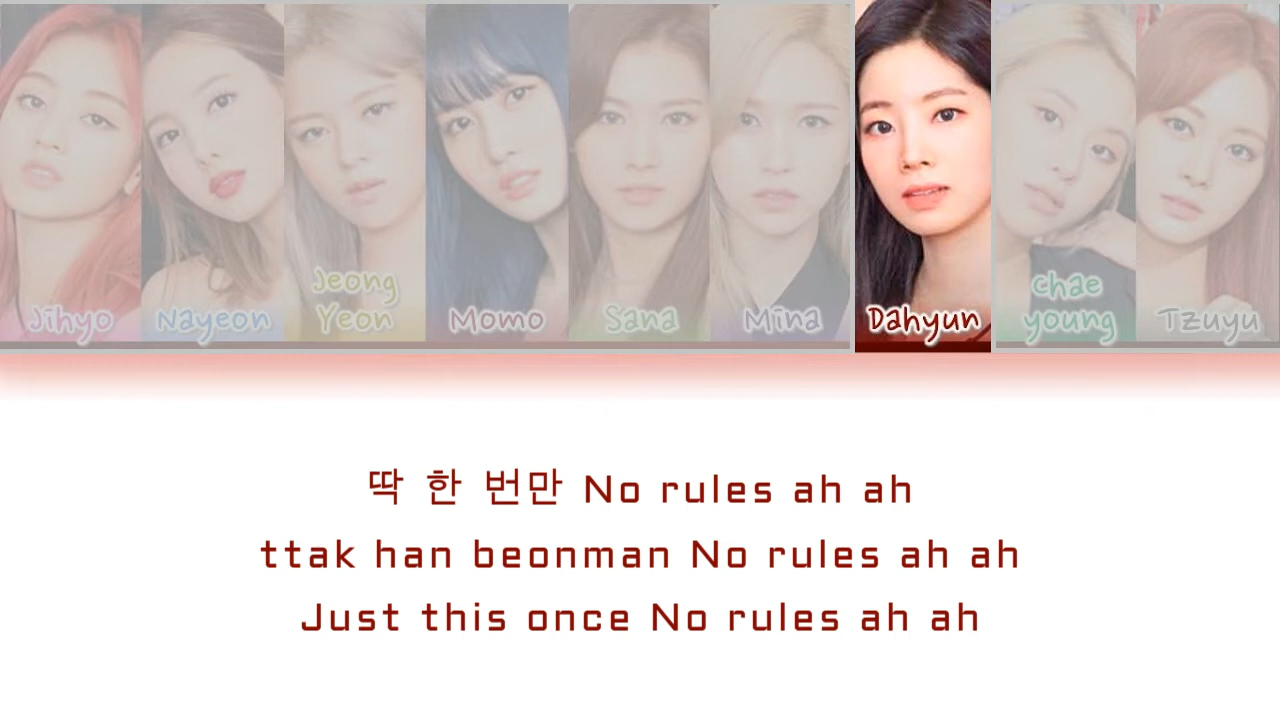 Jihyo
Nayeon
Jeong
Yeon
Momo
Sana
Mina
Dahyun
chae
young
Tzuyu
딱 한 번만 No rules ah ah
ttak han beonman No rules ah ah
Just this once No rules ah ah